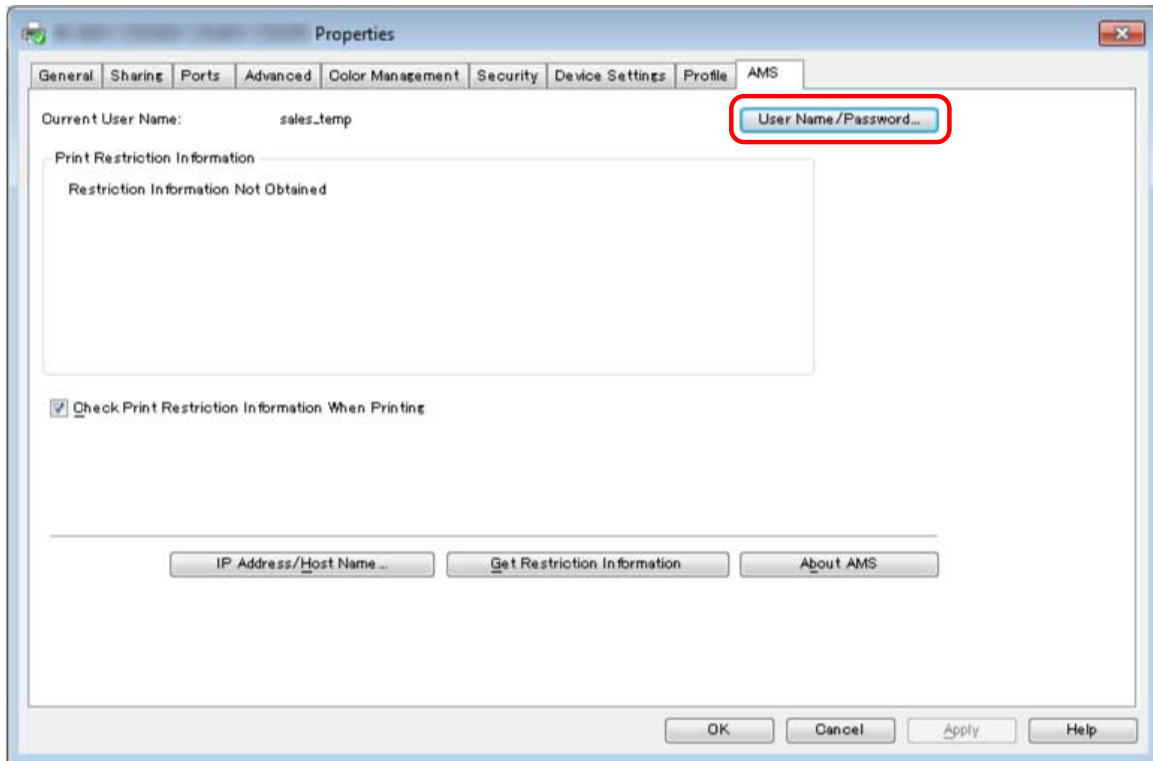 Properties
General Sharing Ports Advanced Color Management Security Device Settings Profile AMS
Current User Name: sales_temp User Name/Password...
Print Restriction Information
Restriction Information Not Obtained
Check Print Restriction Information When Printing
IP Address/Host Name... Get Restriction Information About AMS
OK Cancel Apply Help